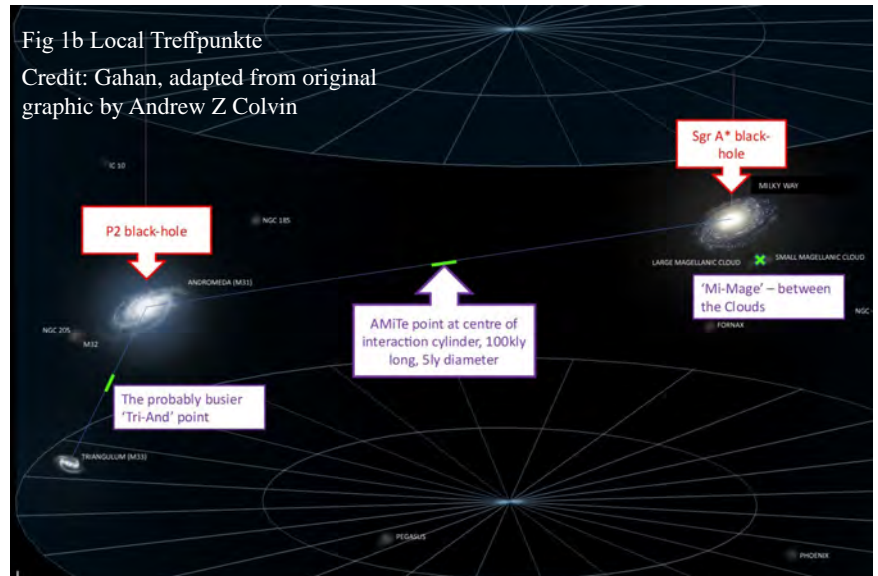 Fig 1b Local Treffpunkte
Credit: Gahan, adapted from original
graphic by Andrew Z Colvin
IC 10
P2 black-hole
NGC 185
ANDROMEDA (M31)
NGC 205
M32
The probably busier
'Tri-And' point
TRIANGULUM (M33)
AMiTe point at centre of
interaction cylinder, 100kly
long, 5ly diameter
Sgr A* black-
hole
MILKY WAY
LARGE MAGELLANIC CLOUD
SMALL MAGELLANIC CLOUD
'Mi-Mage' – between
the Clouds
NGC
FORNAX
PEGASUS
PHOENIX